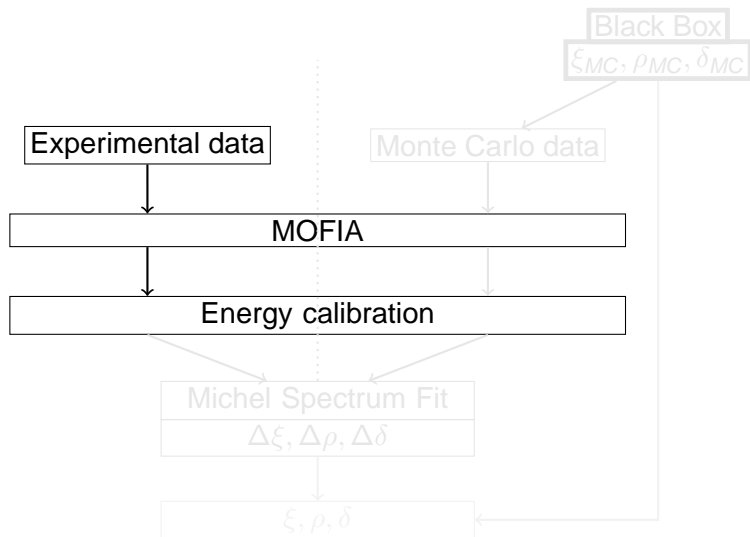 Black Box
ξMC, ρMC, δMC
Experimental data
Monte Carlo data
MOFIA
Energy calibration
Michel Spectrum Fit
Δξ, Δρ, Δδ
ξ, ρ, δ